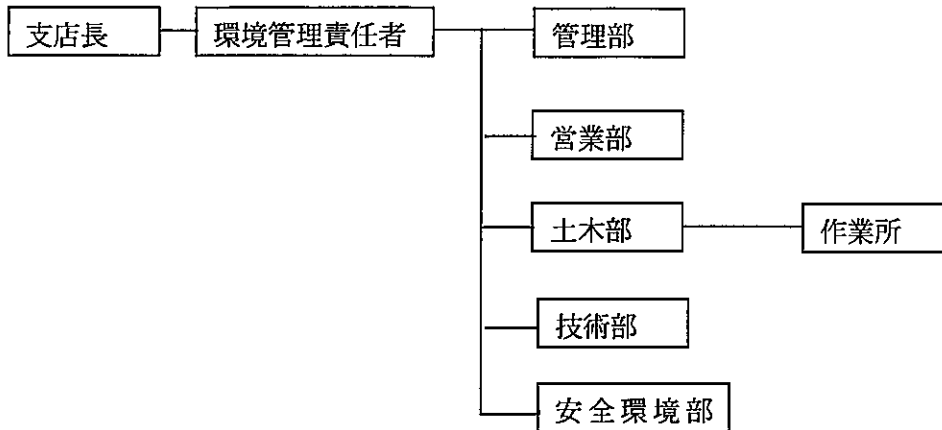 支店長
環境管理責任者
管理部
営業部
土木部
作業所
技術部
安全環境部